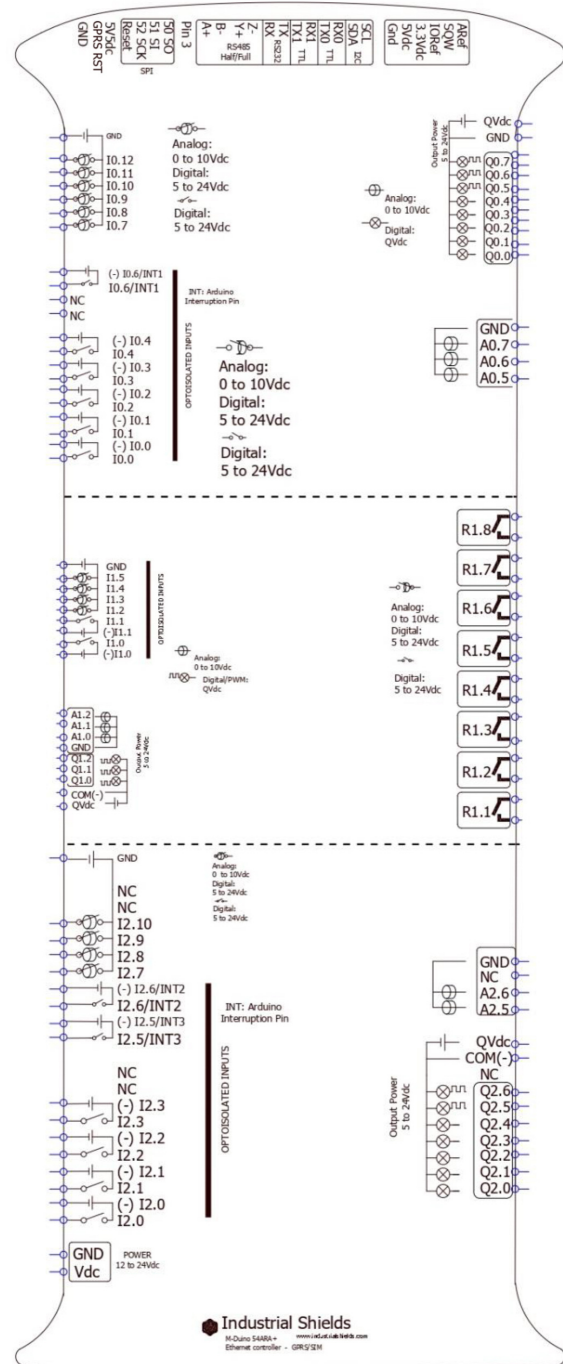 GND
GPRS RST
5V5dc
Reset
52 SCK
51 SI
50 SO
SPI
Pin 3
A+
B-
Y+
Z-
RS485
Half/Full
RX
TX
RS232
TX1
RX1
TTL
TX0
RX0
TTL
SDA
SCL
I2C
Gnd
5Vdc
3.3Vdc
IORef
SQW
ARef
GND
I0.12
I0.11
I0.10
I0.9
I0.8
I0.7
Analog:
0 to 10Vdc
Digital:
5 to 24Vdc
Digital:
5 to 24Vdc
Output Power
5 to 24Vdc
QVdc
GND
Q0.7
Q0.6
Q0.5
Q0.4
Q0.3
Q0.2
Q0.1
Q0.0
Analog:
0 to 10Vdc
Digital:
QVdc
(-) I0.6/INT1
I0.6/INT1
NC
NC
INT: Arduino
Interruption Pin
OPTOISOLATED INPUTS
(-) I0.4
I0.4
(-) I0.3
I0.3
(-) I0.2
I0.2
(-) I0.1
I0.1
(-) I0.0
I0.0
Analog:
0 to 10Vdc
Digital:
5 to 24Vdc
Digital:
5 to 24Vdc
GND
A0.7
A0.6
A0.5
R1.8
R1.7
R1.6
R1.5
R1.4
R1.3
R1.2
R1.1
GND
I1.5
I1.4
I1.3
I1.2
I1.1
(-)I1.1
I1.0
(-)I1.0
OPTOISOLATED INPUTS
Analog:
0 to 10Vdc
Digital/PWM:
QVdc
Analog:
0 to 10Vdc
Digital:
5 to 24Vdc
Digital:
5 to 24Vdc
A1.2
A1.1
A1.0
GND
Q1.2
Q1.1
Q1.0
COM(-)
QVdc
Output Power
5 to 24Vdc
GND
Analog:
0 to 10Vdc
Digital:
5 to 24Vdc
Digital:
5 to 24Vdc
NC
NC
I2.10
I2.9
I2.8
I2.7
(-) I2.6/INT2
I2.6/INT2
(-) I2.5/INT3
I2.5/INT3
INT: Arduino
Interruption Pin
OPTOISOLATED INPUTS
NC
NC
(-) I2.3
I2.3
(-) I2.2
I2.2
(-) I2.1
I2.1
(-) I2.0
I2.0
GND
NC
A2.6
A2.5
QVdc
COM(-)
NC
Q2.6
Q2.5
Q2.4
Q2.3
Q2.2
Q2.1
Q2.0
Output Power
5 to 24Vdc
GND
Vdc
POWER
12 to 24Vdc
Industrial Shields
M-Duino 54ARA+ www.industrialshields.com
Ethernet controller - GPRS/SIM